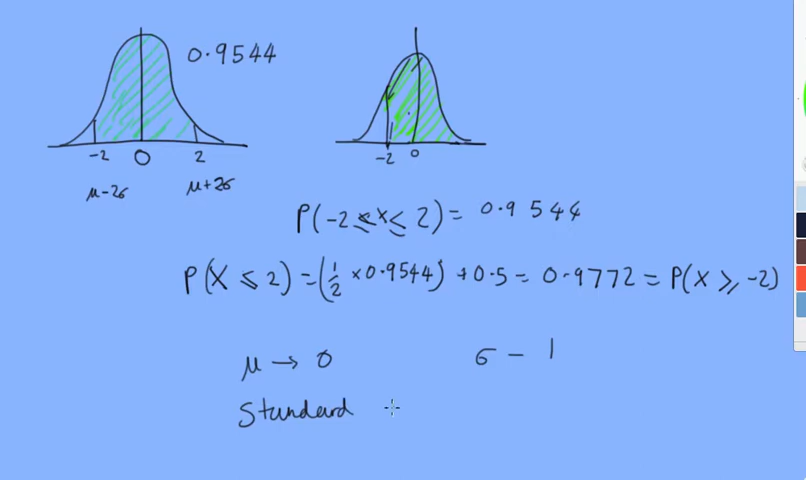 0.9544
-2 0 2
-2 0
μ-2σ μ+2σ
P(-2 ≤ x ≤ 2) = 0.9544
P(X ≤ 2) = (1/2 × 0.9544) + 0.5 = 0.9772 = P(X ≥ -2)
μ → 0 σ - 1
Standard